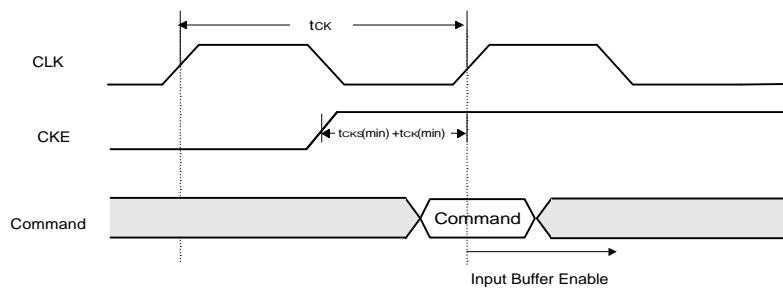 tCK
CLK
CKE
tCKS(min)+tCK(min)
Command
Command
Input Buffer Enable